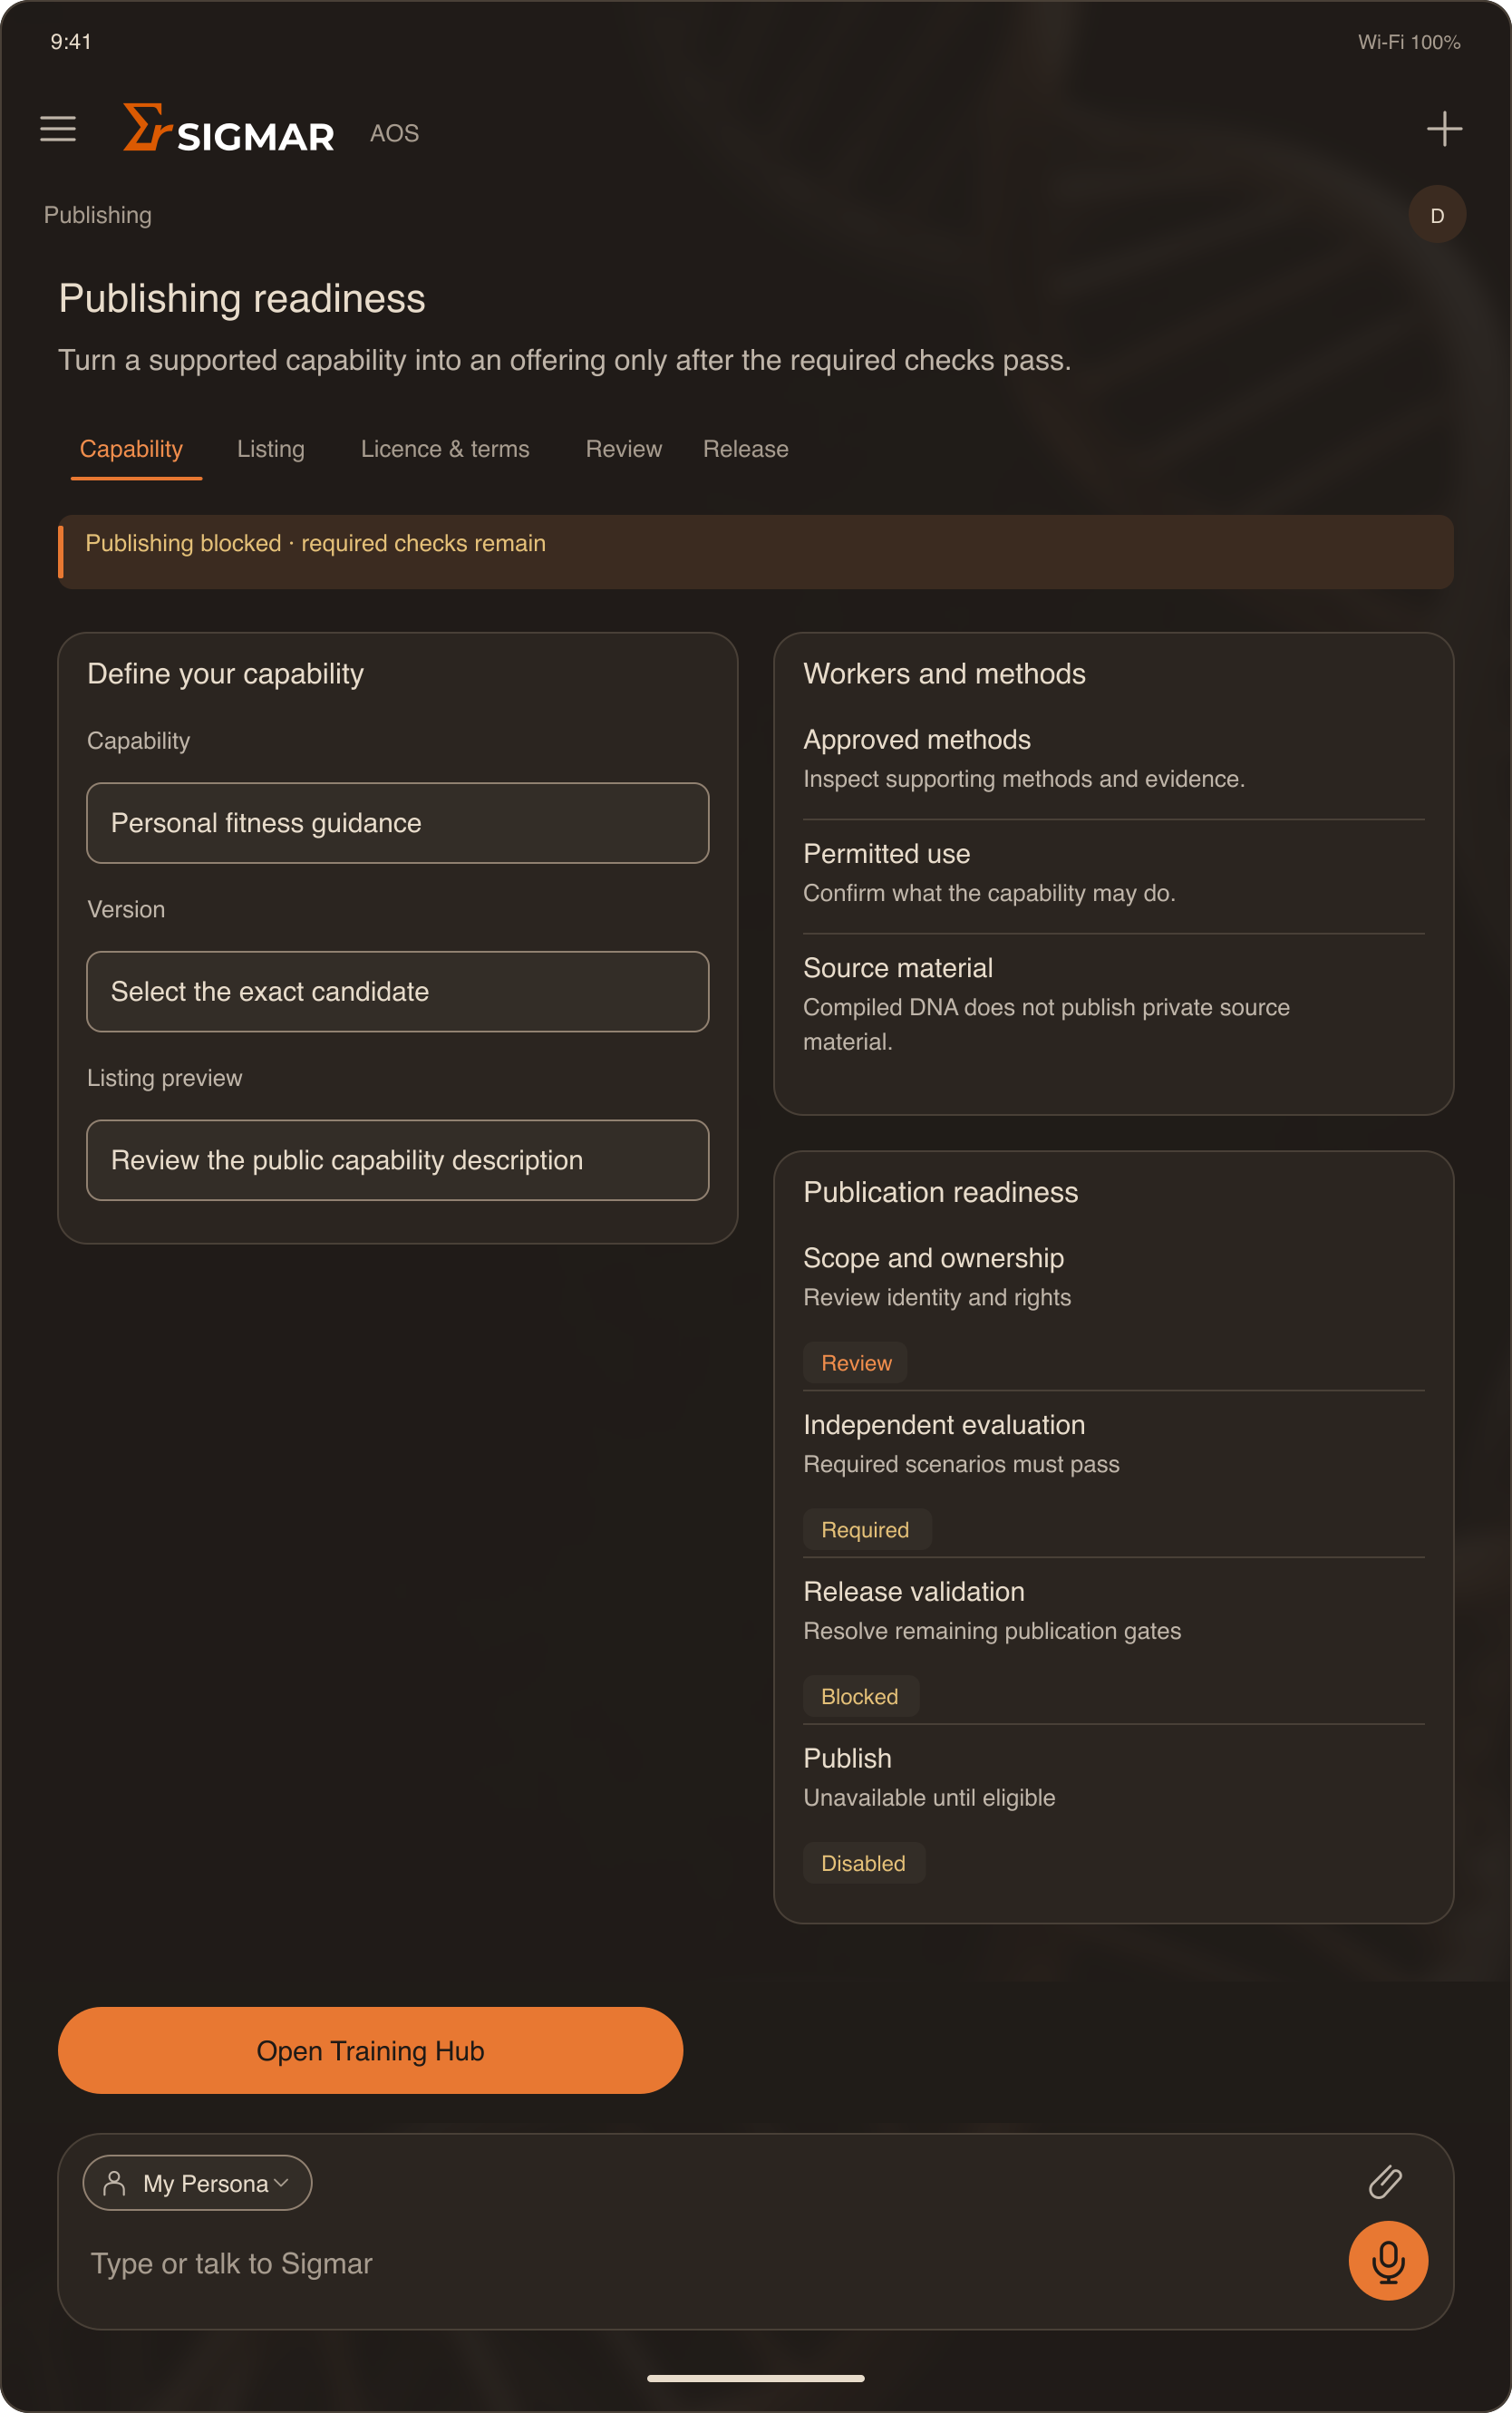 9:41
Wi-Fi 100%
Σr SIGMAR AOS
Publishing
D
Publishing readiness
Turn a supported capability into an offering only after the required checks pass.
Capability
Listing
Licence & terms
Review
Release
Publishing blocked · required checks remain
Define your capability
Capability
Personal fitness guidance
Version
Select the exact candidate
Listing preview
Review the public capability description
Workers and methods
Approved methods
Inspect supporting methods and evidence.
Permitted use
Confirm what the capability may do.
Source material
Compiled DNA does not publish private source
material.
Publication readiness
Scope and ownership
Review identity and rights
Review
Independent evaluation
Required scenarios must pass
Required
Release validation
Resolve remaining publication gates
Blocked
Publish
Unavailable until eligible
Disabled
Open Training Hub
My Persona
Type or talk to Sigmar